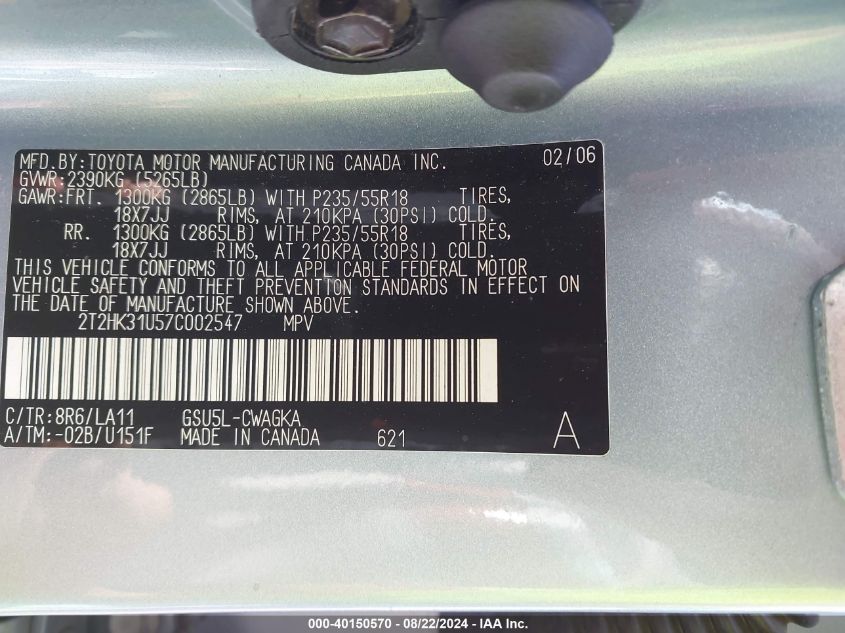 MFD.BY:TOYOTA MOTOR MANUFACTURING CANADA INC. 02/06
GVWR:2390KG (5265LB)
GAWR:FRT. 1300KG (2865LB) WITH P235/55R18 TIRES,
18X7JJ RIMS, AT 210KPA (30PSI) COLD.
RR. 1300KG (2865LB) WITH P235/55R18 TIRES,
18X7JJ RIMS, AT 210KPA (30PSI) COLD.
THIS VEHICLE CONFORMS TO ALL APPLICABLE FEDERAL MOTOR
VEHICLE SAFETY AND THEFT PREVENTION STANDARDS IN EFFECT ON
THE DATE OF MANUFACTURE SHOWN ABOVE.
2T2HK31U57C002547 MPV
C/TR:8R6/LA11 GSU5L-CWAGKA
A/TM:-02B/U151F MADE IN CANADA 621 A
000-40150570 - 08/22/2024 - IAA Inc.